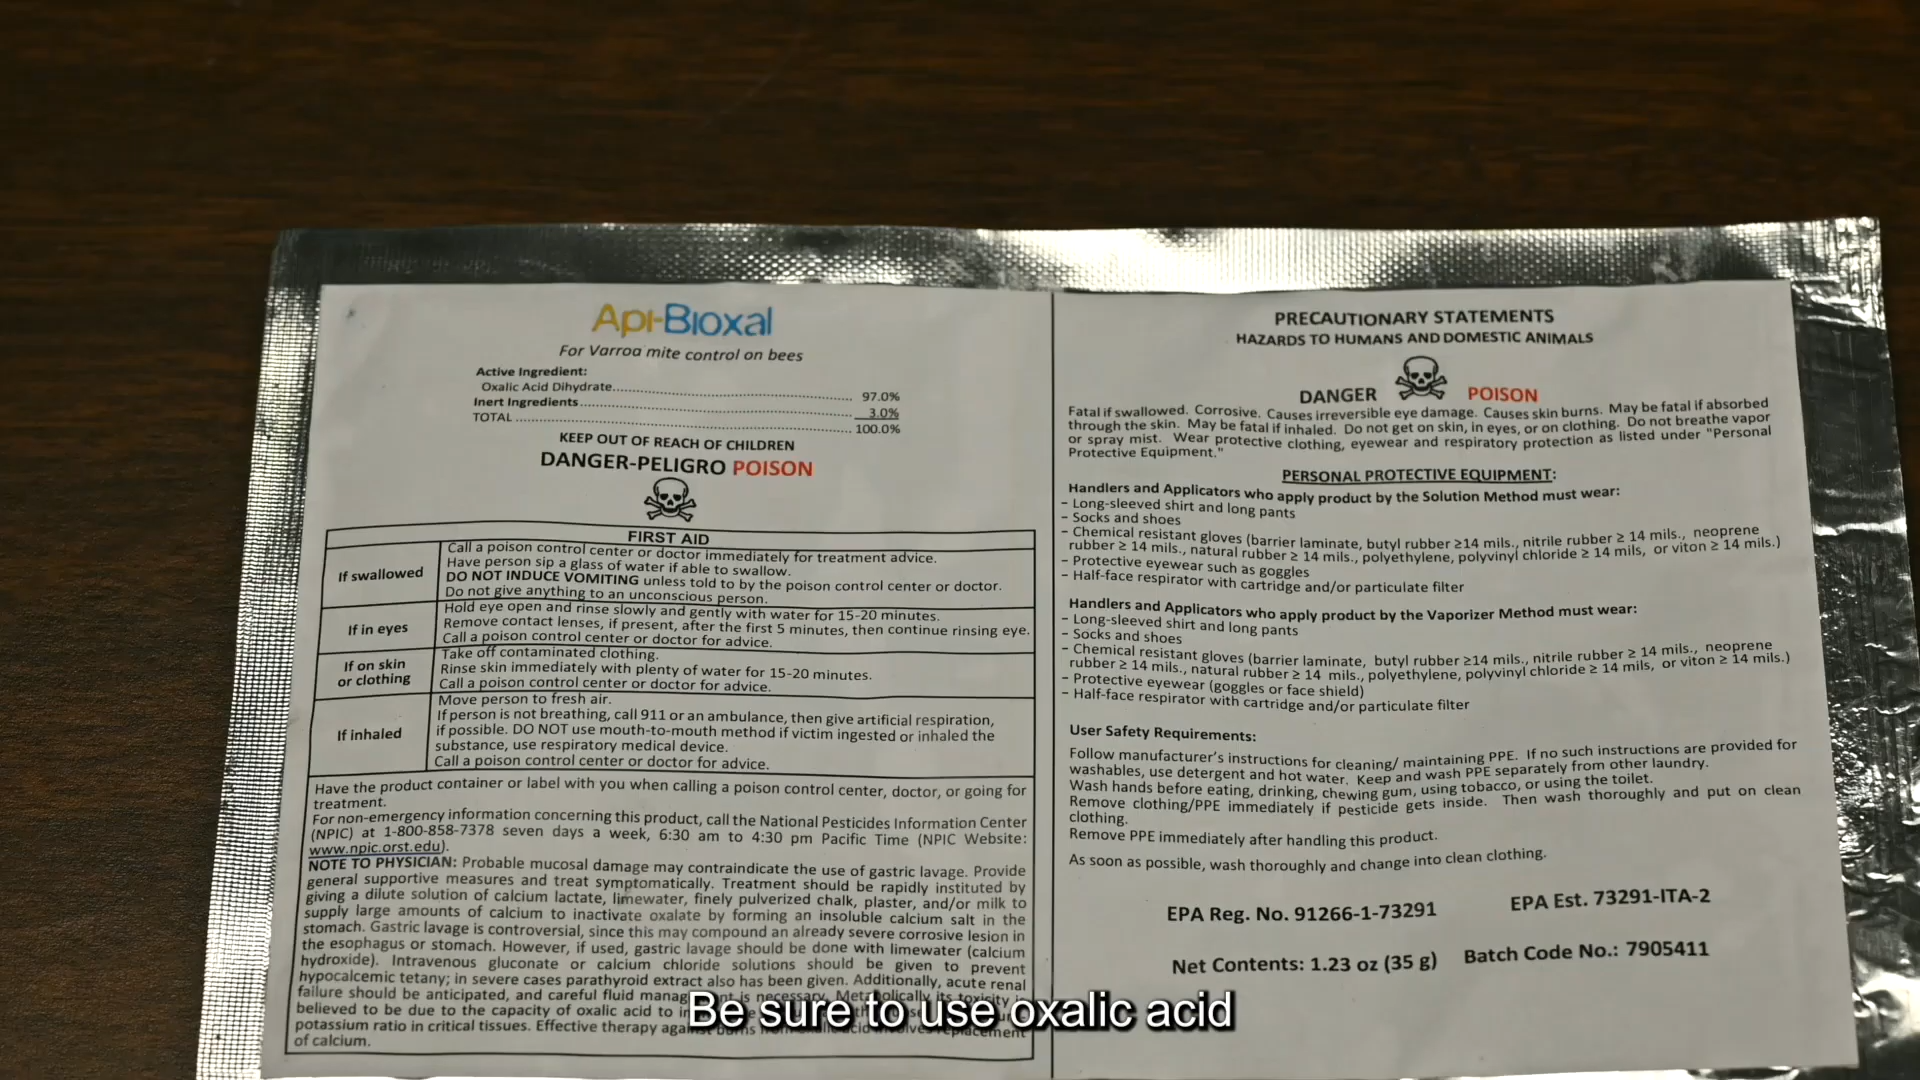 Api-Bioxal
For Varroa mite control on bees
Active Ingredient:
Oxalic Acid Dihydrate.................... 97.0%
Inert Ingredients.................... 3.0%
TOTAL .................... 100.0%
KEEP OUT OF REACH OF CHILDREN
DANGER-PELIGRO POISON
FIRST AID
If swallowed
Call a poison control center or doctor immediately for treatment advice.
Have person sip a glass of water if able to swallow.
DO NOT INDUCE VOMITING unless told to by the poison control center or doctor.
Do not give anything to an unconscious person.
If in eyes
Hold eye open and rinse slowly and gently with water for 15-20 minutes.
Remove contact lenses, if present, after the first 5 minutes, then continue rinsing eye.
Call a poison control center or doctor for advice.
If on skin
or clothing
Take off contaminated clothing.
Rinse skin immediately with plenty of water for 15-20 minutes.
Call a poison control center or doctor for advice.
If inhaled
Move person to fresh air.
If person is not breathing, call 911 or an ambulance, then give artificial respiration,
if possible. DO NOT use mouth-to-mouth method if victim ingested or inhaled the
substance, use respiratory medical device.
Call a poison control center or doctor for advice.
Have the product container or label with you when calling a poison control center, doctor, or going for
treatment.
For non-emergency information concerning this product, call the National Pesticides Information Center
(NPIC) at 1-800-858-7378 seven days a week, 6:30 am to 4:30 pm Pacific Time (NPIC Website:
www.npic.orst.edu).
NOTE TO PHYSICIAN: Probable mucosal damage may contraindicate the use of gastric lavage. Provide
general supportive measures and treat symptomatically. Treatment should be rapidly instituted by
giving a dilute solution of calcium lactate, limewater, finely pulverized chalk, plaster, and/or milk to
supply large amounts of calcium to inactivate oxalate by forming an insoluble calcium salt in the
stomach. Gastric lavage is controversial, since this may compound an already severe corrosive lesion in
the esophagus or stomach. However, if used, gastric lavage should be done with limewater (calcium
hydroxide). Intravenous gluconate or calcium chloride solutions should be given to prevent
hypocalcemic tetany; in severe cases parathyroid extract also has been given. Additionally, acute renal
failure should be anticipated, and careful fluid is necessary. Metabolically its toxicity is
believed to be due to the capacity of oxalic acid to
potassium ratio in critical tissues. Effective therapy replacement
of calcium.
PRECAUTIONARY STATEMENTS
HAZARDS TO HUMANS AND DOMESTIC ANIMALS
DANGER POISON
Fatal if swallowed. Corrosive. Causes irreversible eye damage. Causes skin burns. May be fatal if absorbed
through the skin. May be fatal if inhaled. Do not get on skin, in eyes, or on clothing. Do not breathe vapor
or spray mist. Wear protective clothing, eyewear and respiratory protection as listed under "Personal
Protective Equipment."
PERSONAL PROTECTIVE EQUIPMENT:
Handlers and Applicators who apply product by the Solution Method must wear:
– Long-sleeved shirt and long pants
– Socks and shoes
– Chemical resistant gloves (barrier laminate, butyl rubber ≥14 mils., nitrile rubber ≥ 14 mils., neoprene
rubber ≥ 14 mils., natural rubber ≥ 14 mils., polyethylene, polyvinyl chloride ≥ 14 mils, or viton ≥ 14 mils.)
– Protective eyewear such as goggles
– Half-face respirator with cartridge and/or particulate filter
Handlers and Applicators who apply product by the Vaporizer Method must wear:
– Long-sleeved shirt and long pants
– Socks and shoes
– Chemical resistant gloves (barrier laminate, butyl rubber ≥14 mils., nitrile rubber ≥ 14 mils., neoprene
rubber ≥ 14 mils., natural rubber ≥ 14 mils., polyethylene, polyvinyl chloride ≥ 14 mils, or viton ≥ 14 mils.)
– Protective eyewear (goggles or face shield)
– Half-face respirator with cartridge and/or particulate filter
User Safety Requirements:
Follow manufacturer's instructions for cleaning/ maintaining PPE. If no such instructions are provided for
washables, use detergent and hot water. Keep and wash PPE separately from other laundry.
Wash hands before eating, drinking, chewing gum, using tobacco, or using the toilet.
Remove clothing/PPE immediately if pesticide gets inside. Then wash thoroughly and put on clean
clothing.
Remove PPE immediately after handling this product.
As soon as possible, wash thoroughly and change into clean clothing.
EPA Reg. No. 91266-1-73291 EPA Est. 73291-ITA-2
Net Contents: 1.23 oz (35 g) Batch Code No.: 7905411
Be sure to use oxalic acid